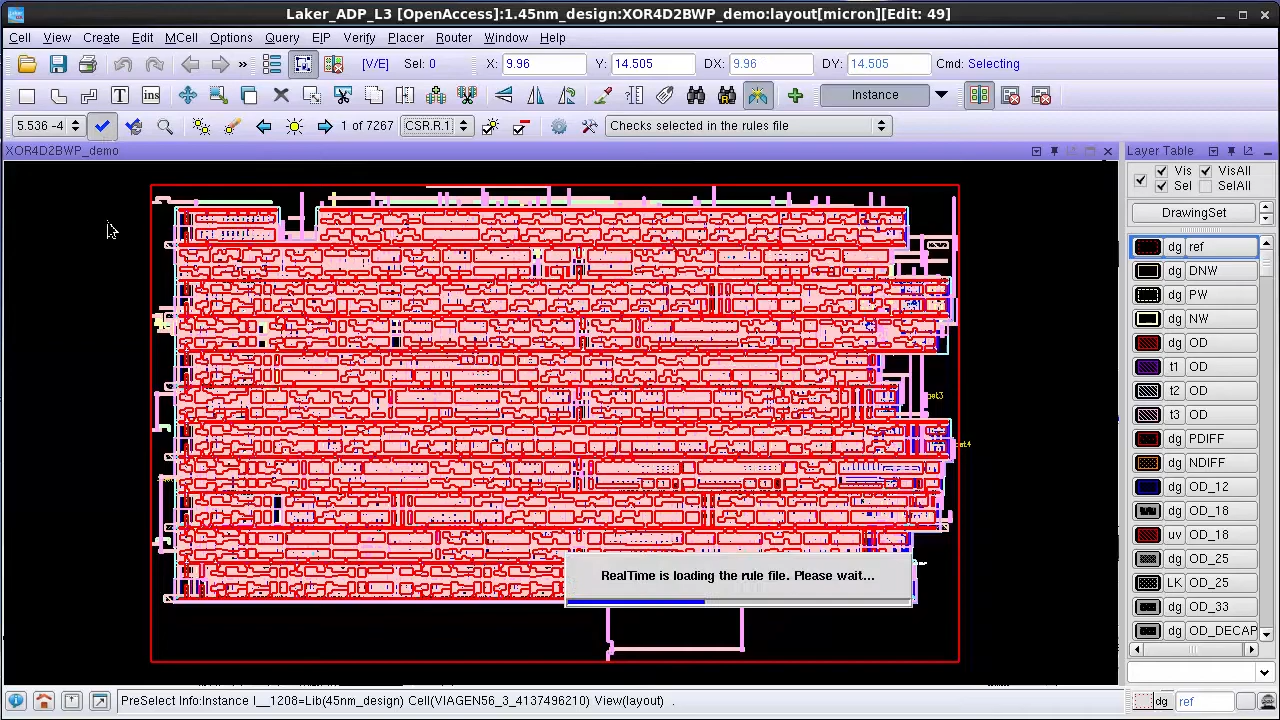 Laker_ADP_L3 [OpenAccess]:1.45nm_design:XOR4D2BWP_demo:layout[micron][Edit: 49]
Cell View Create Edit MCell Options Query EIP Verify Placer Router Window Help
» [V/E] Sel: 0 X: 9.96 Y: 14.505 DX: 9.96 DY: 14.505 Cmd: Selecting
T ins R Instance
5.536 -4 1 of 7267 CSR.R.1 Checks selected in the rules file
XOR4D2BWP_demo
Layer Table
Vis VisAll
Sel SelAll
DrawingSet
dg ref
dg DNW
dg PW
dg NW
dg OD
t1 OD
t2 OD
t3 OD
dg PDIFF
dg NDIFF
dg OD_12
dg OD_18
uv OD_18
dg OD_25
LK OD_25
dg OD_33
dg OD_DECAP
RealTime is loading the rule file. Please wait...
PreSelect Info:Instance I__1208=Lib(45nm_design) Cell(VIAGEN56_3_4137496210) View(layout) .
dg ref